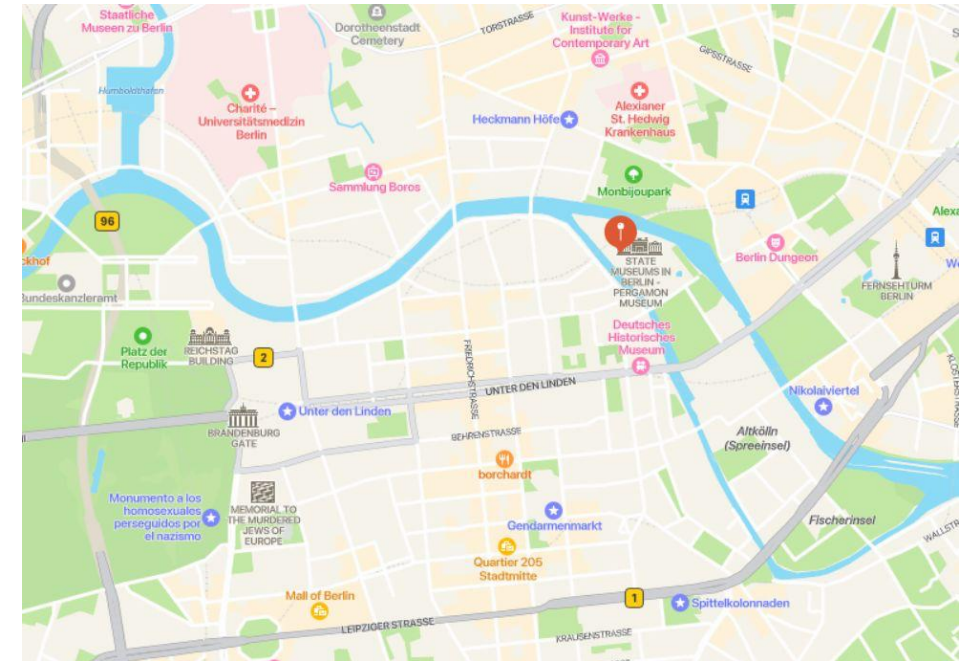 Staatliche
Museen zu Berlin
Dorotheenstadt
Cemetery
TORSTRASSE
Kunst-Werke -
Institute for
Contemporary Art
GIPSSTRASSE
Humboldthafen
Charité –
Universitätsmedizin
Berlin
Heckmann Höfe
Alexianer
St. Hedwig
Krankenhaus
Sammlung Boros
Monbijoupark
96
Berlin Dungeon
STATE
MUSEUMS IN
BERLIN -
PERGAMON
MUSEUM
FERNSEHTURM
BERLIN
Bundeskanzleramt
Deutsches
Historisches
Museum
Platz der
Republik
REICHSTAG
BUILDING
2
FRIEDRICHSTRASSE
UNTER DEN LINDEN
Nikolaiviertel
Unter den Linden
BRANDENBURG
GATE
BEHRENSTRASSE
Altkölln
(Spreeinsel)
borchardt
Monumento a los
homosexuales
perseguidos por
el nazismo
MEMORIAL TO
THE MURDERED
JEWS OF
EUROPE
Gendarmenmarkt
Fischerinsel
Quartier 205
Stadtmitte
Mall of Berlin
1
Spittelkolonnaden
LEIPZIGER STRASSE
KRAUSENSTRASSE